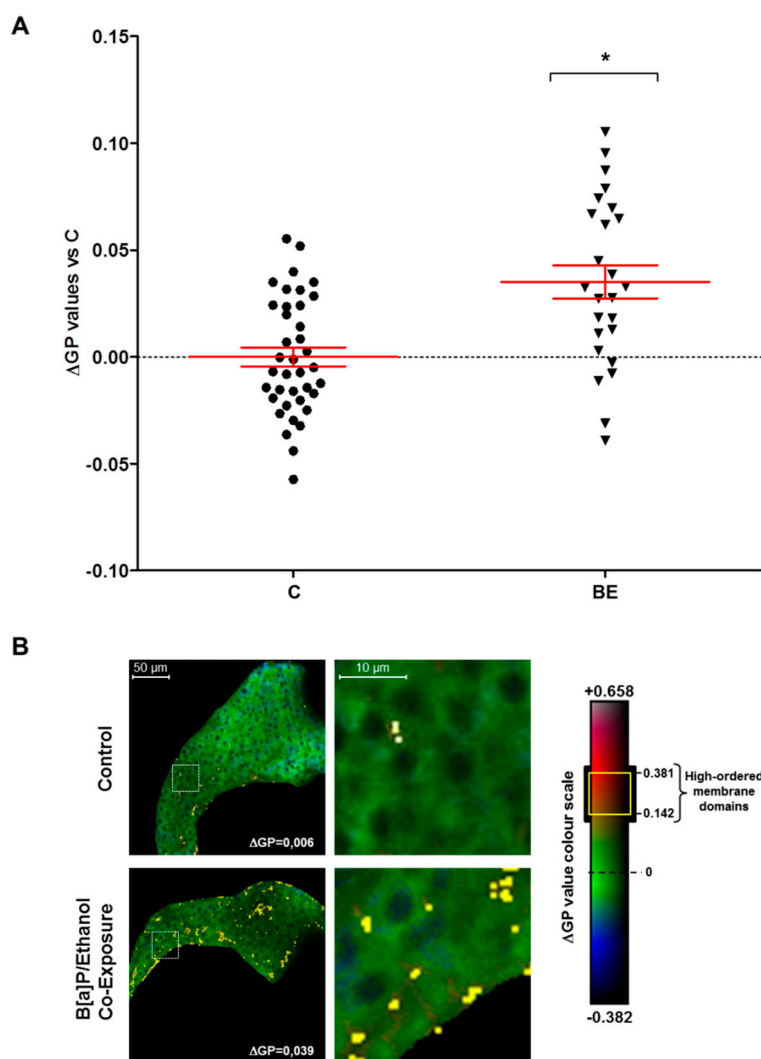 A
ΔGP values vs C
0.15
0.10
0.05
0.00
-0.05
-0.10
*
C
BE
B
Control
50 µm
ΔGP=0,006
10 µm
B[a]P/Ethanol
Co-Exposure
ΔGP=0,039
ΔGP value colour scale
+0.658
0.381
0.142
0
-0.382
High-ordered
membrane
domains